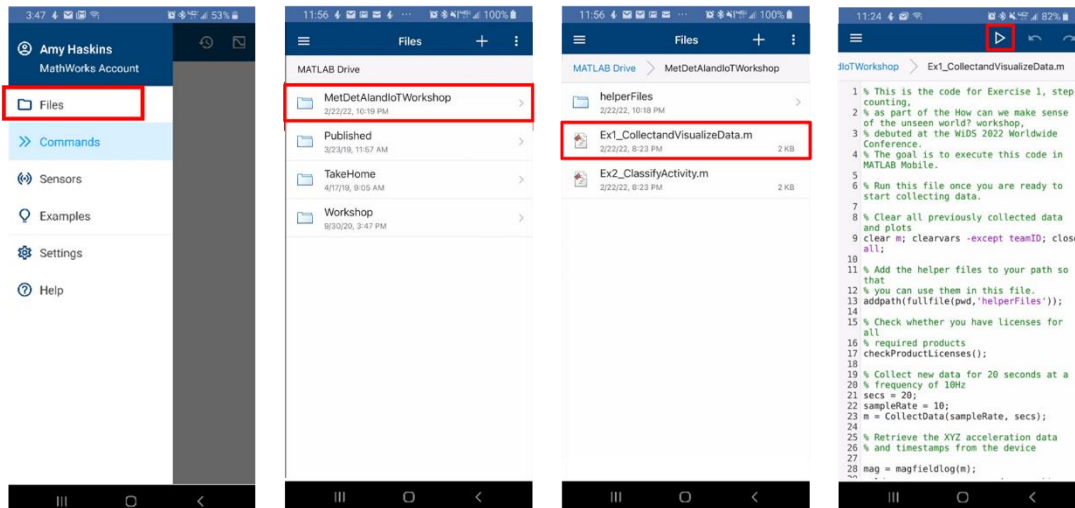 3:47 53%
Amy Haskins
MathWorks Account
Files
Commands
Sensors
Examples
Settings
Help
11:56 ... 100%
Files
MATLAB Drive
MetDetAIandIoTWorkshop
2/22/22, 10:19 PM
Published
3/23/19, 11:57 AM
TakeHome
4/17/19, 9:05 AM
Workshop
9/30/20, 3:47 PM
11:56 ... 100%
Files
MATLAB Drive > MetDetAIandIoTWorkshop
helperFiles
2/22/22, 10:18 PM
Ex1_CollectandVisualizeData.m
2/22/22, 8:23 PM 2 KB
Ex2_ClassifyActivity.m
2/22/22, 8:23 PM 2 KB
11:24 82%
dIoTWorkshop > Ex1_CollectandVisualizeData.m
1 % This is the code for Exercise 1, step
counting,
2 % as part of the How can we make sense
of the unseen world? workshop,
3 % debuted at the WiDS 2022 Worldwide
Conference.
4 % The goal is to execute this code in
MATLAB Mobile.
5
6 % Run this file once you are ready to
start collecting data.
7
8 % Clear all previously collected data
and plots
9 clear m; clearvars -except teamID; close
all;
10
11 % Add the helper files to your path so
that
12 % you can use them in this file.
13 addpath(fullfile(pwd,'helperFiles'));
14
15 % Check whether you have licenses for
all
16 % required products
17 checkProductLicenses();
18
19 % Collect new data for 20 seconds at a
20 % frequency of 10Hz
21 secs = 20;
22 sampleRate = 10;
23 m = CollectData(sampleRate, secs);
24
25 % Retrieve the XYZ acceleration data
26 % and timestamps from the device
27
28 mag = magfieldlog(m);